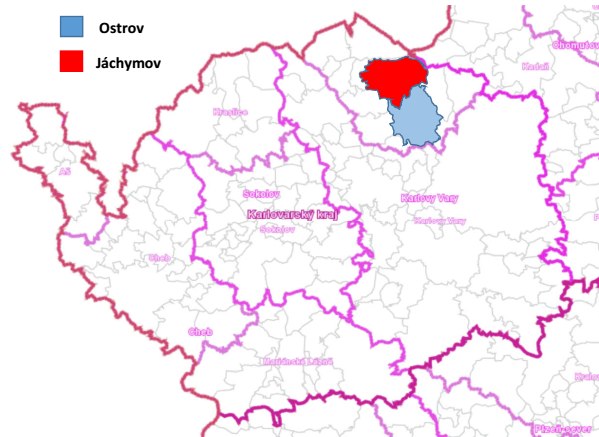 Ostrov
Jáchymov
Chomutov
Kadaň
Kraslice
Aš
Sokolov
Karlovy Vary
Karlovarský kraj
Karlovy Vary
Sokolov
Cheb
Cheb
Mariánské Lázně
Plzeň-sever